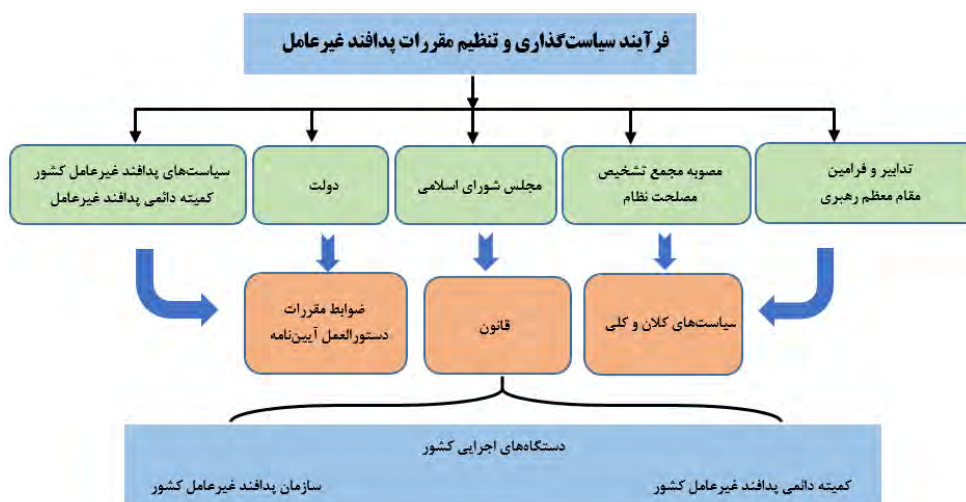 فرآیند سیاست‌گذاری و تنظیم مقررات پدافند غیرعامل
تدابیر و فرامین
مقام معظم رهبری
مصوبه مجمع تشخیص
مصلحت نظام
مجلس شورای اسلامی
دولت
سیاست‌های پدافند غیرعامل کشور
کمیته دائمی پدافند غیرعامل
سیاست‌های کلان و کلی
قانون
ضوابط مقررات
دستورالعمل آیین‌نامه
دستگاه‌های اجرایی کشور
کمیته دائمی پدافند غیرعامل کشور
سازمان پدافند غیرعامل کشور